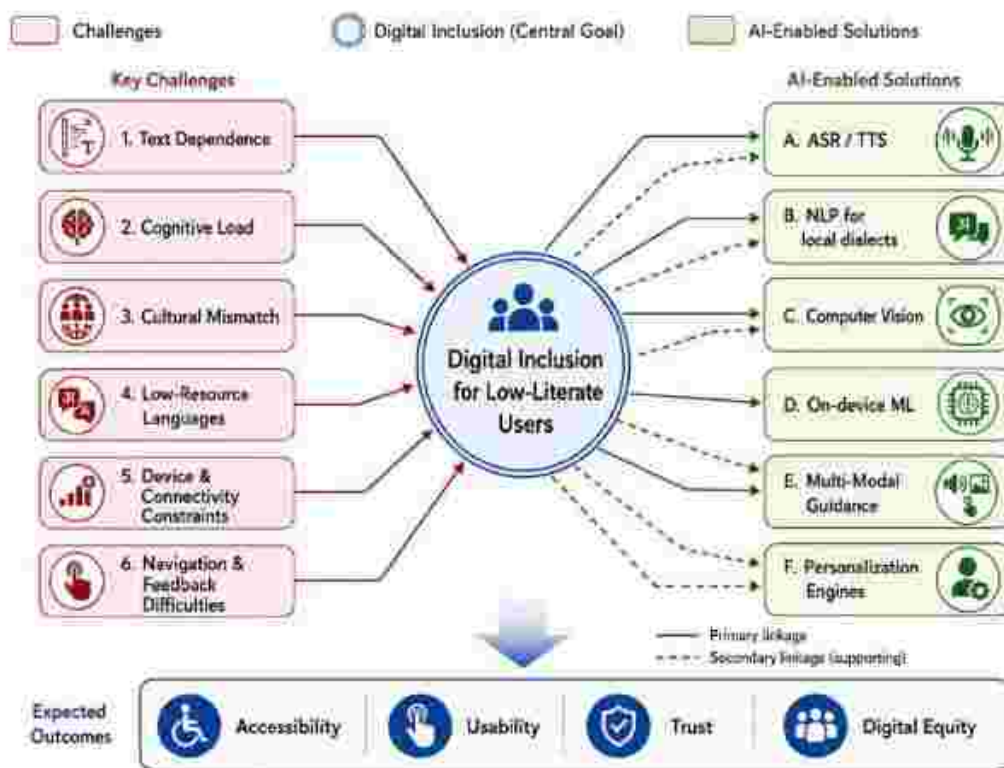 Challenges
Digital Inclusion (Central Goal)
AI-Enabled Solutions
Key Challenges
1. Text Dependence
2. Cognitive Load
3. Cultural Mismatch
4. Low-Resource
Languages
5. Device &
Connectivity
Constraints
6. Navigation &
Feedback
Difficulties
Digital Inclusion
for Low-Literate
Users
AI-Enabled Solutions
A. ASR / TTS
B. NLP for
local dialects
C. Computer Vision
D. On-device ML
E. Multi-Modal
Guidance
F. Personalization
Engines
Primary linkage
Secondary linkage (supporting)
Expected
Outcomes
Accessibility
Usability
Trust
Digital Equity